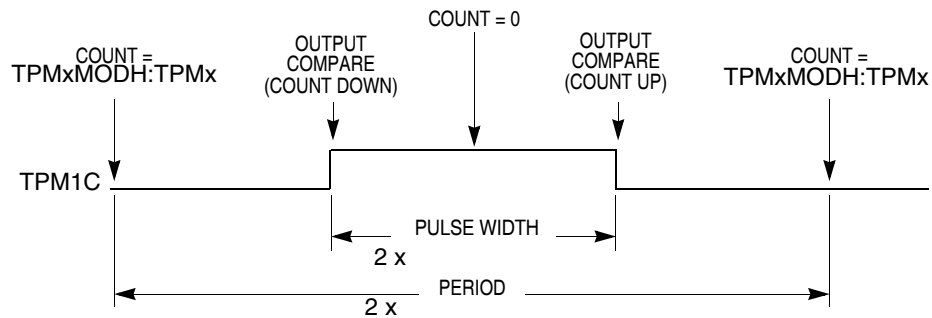 COUNT = 0
COUNT =
TPMxMODH:TPMx
OUTPUT
COMPARE
(COUNT DOWN)
OUTPUT
COMPARE
(COUNT UP)
COUNT =
TPMxMODH:TPMx
TPM1C
PULSE WIDTH
2 x
PERIOD
2 x